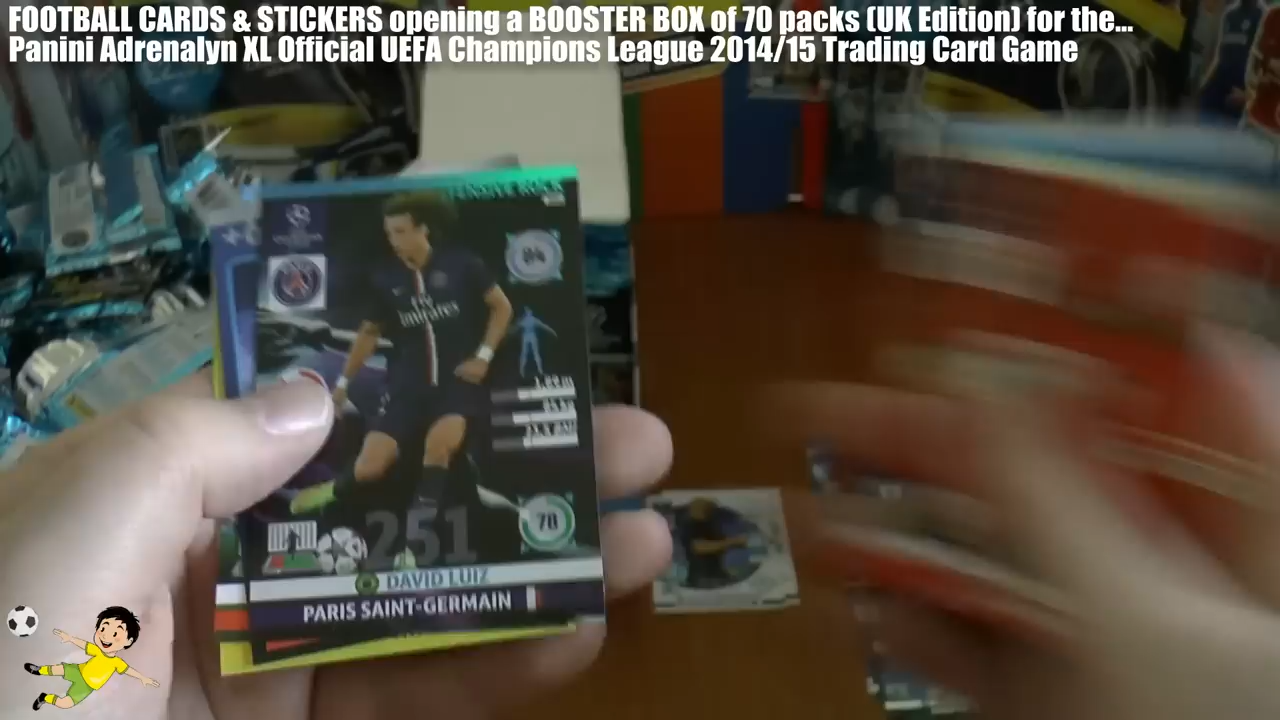 FOOTBALL CARDS & STICKERS opening a BOOSTER BOX of 70 packs (UK Edition) for the...
Panini Adrenalyn XL Official UEFA Champions League 2014/15 Trading Card Game
84
Fly
Emirates
251
78
DAVID LUIZ
PARIS SAINT-GERMAIN